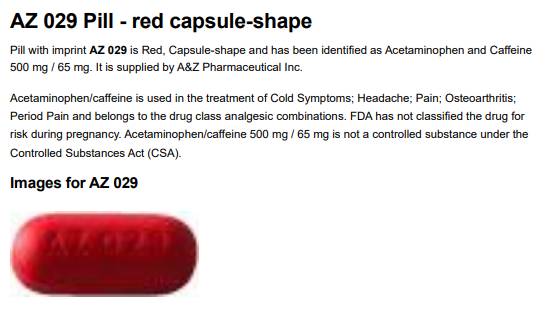 AZ 029 Pill - red capsule-shape
Pill with imprint AZ 029 is Red, Capsule-shape and has been identified as Acetaminophen and Caffeine
500 mg / 65 mg. It is supplied by A&Z Pharmaceutical Inc.
Acetaminophen/caffeine is used in the treatment of Cold Symptoms; Headache; Pain; Osteoarthritis;
Period Pain and belongs to the drug class analgesic combinations. FDA has not classified the drug for
risk during pregnancy. Acetaminophen/caffeine 500 mg / 65 mg is not a controlled substance under the
Controlled Substances Act (CSA).
Images for AZ 029